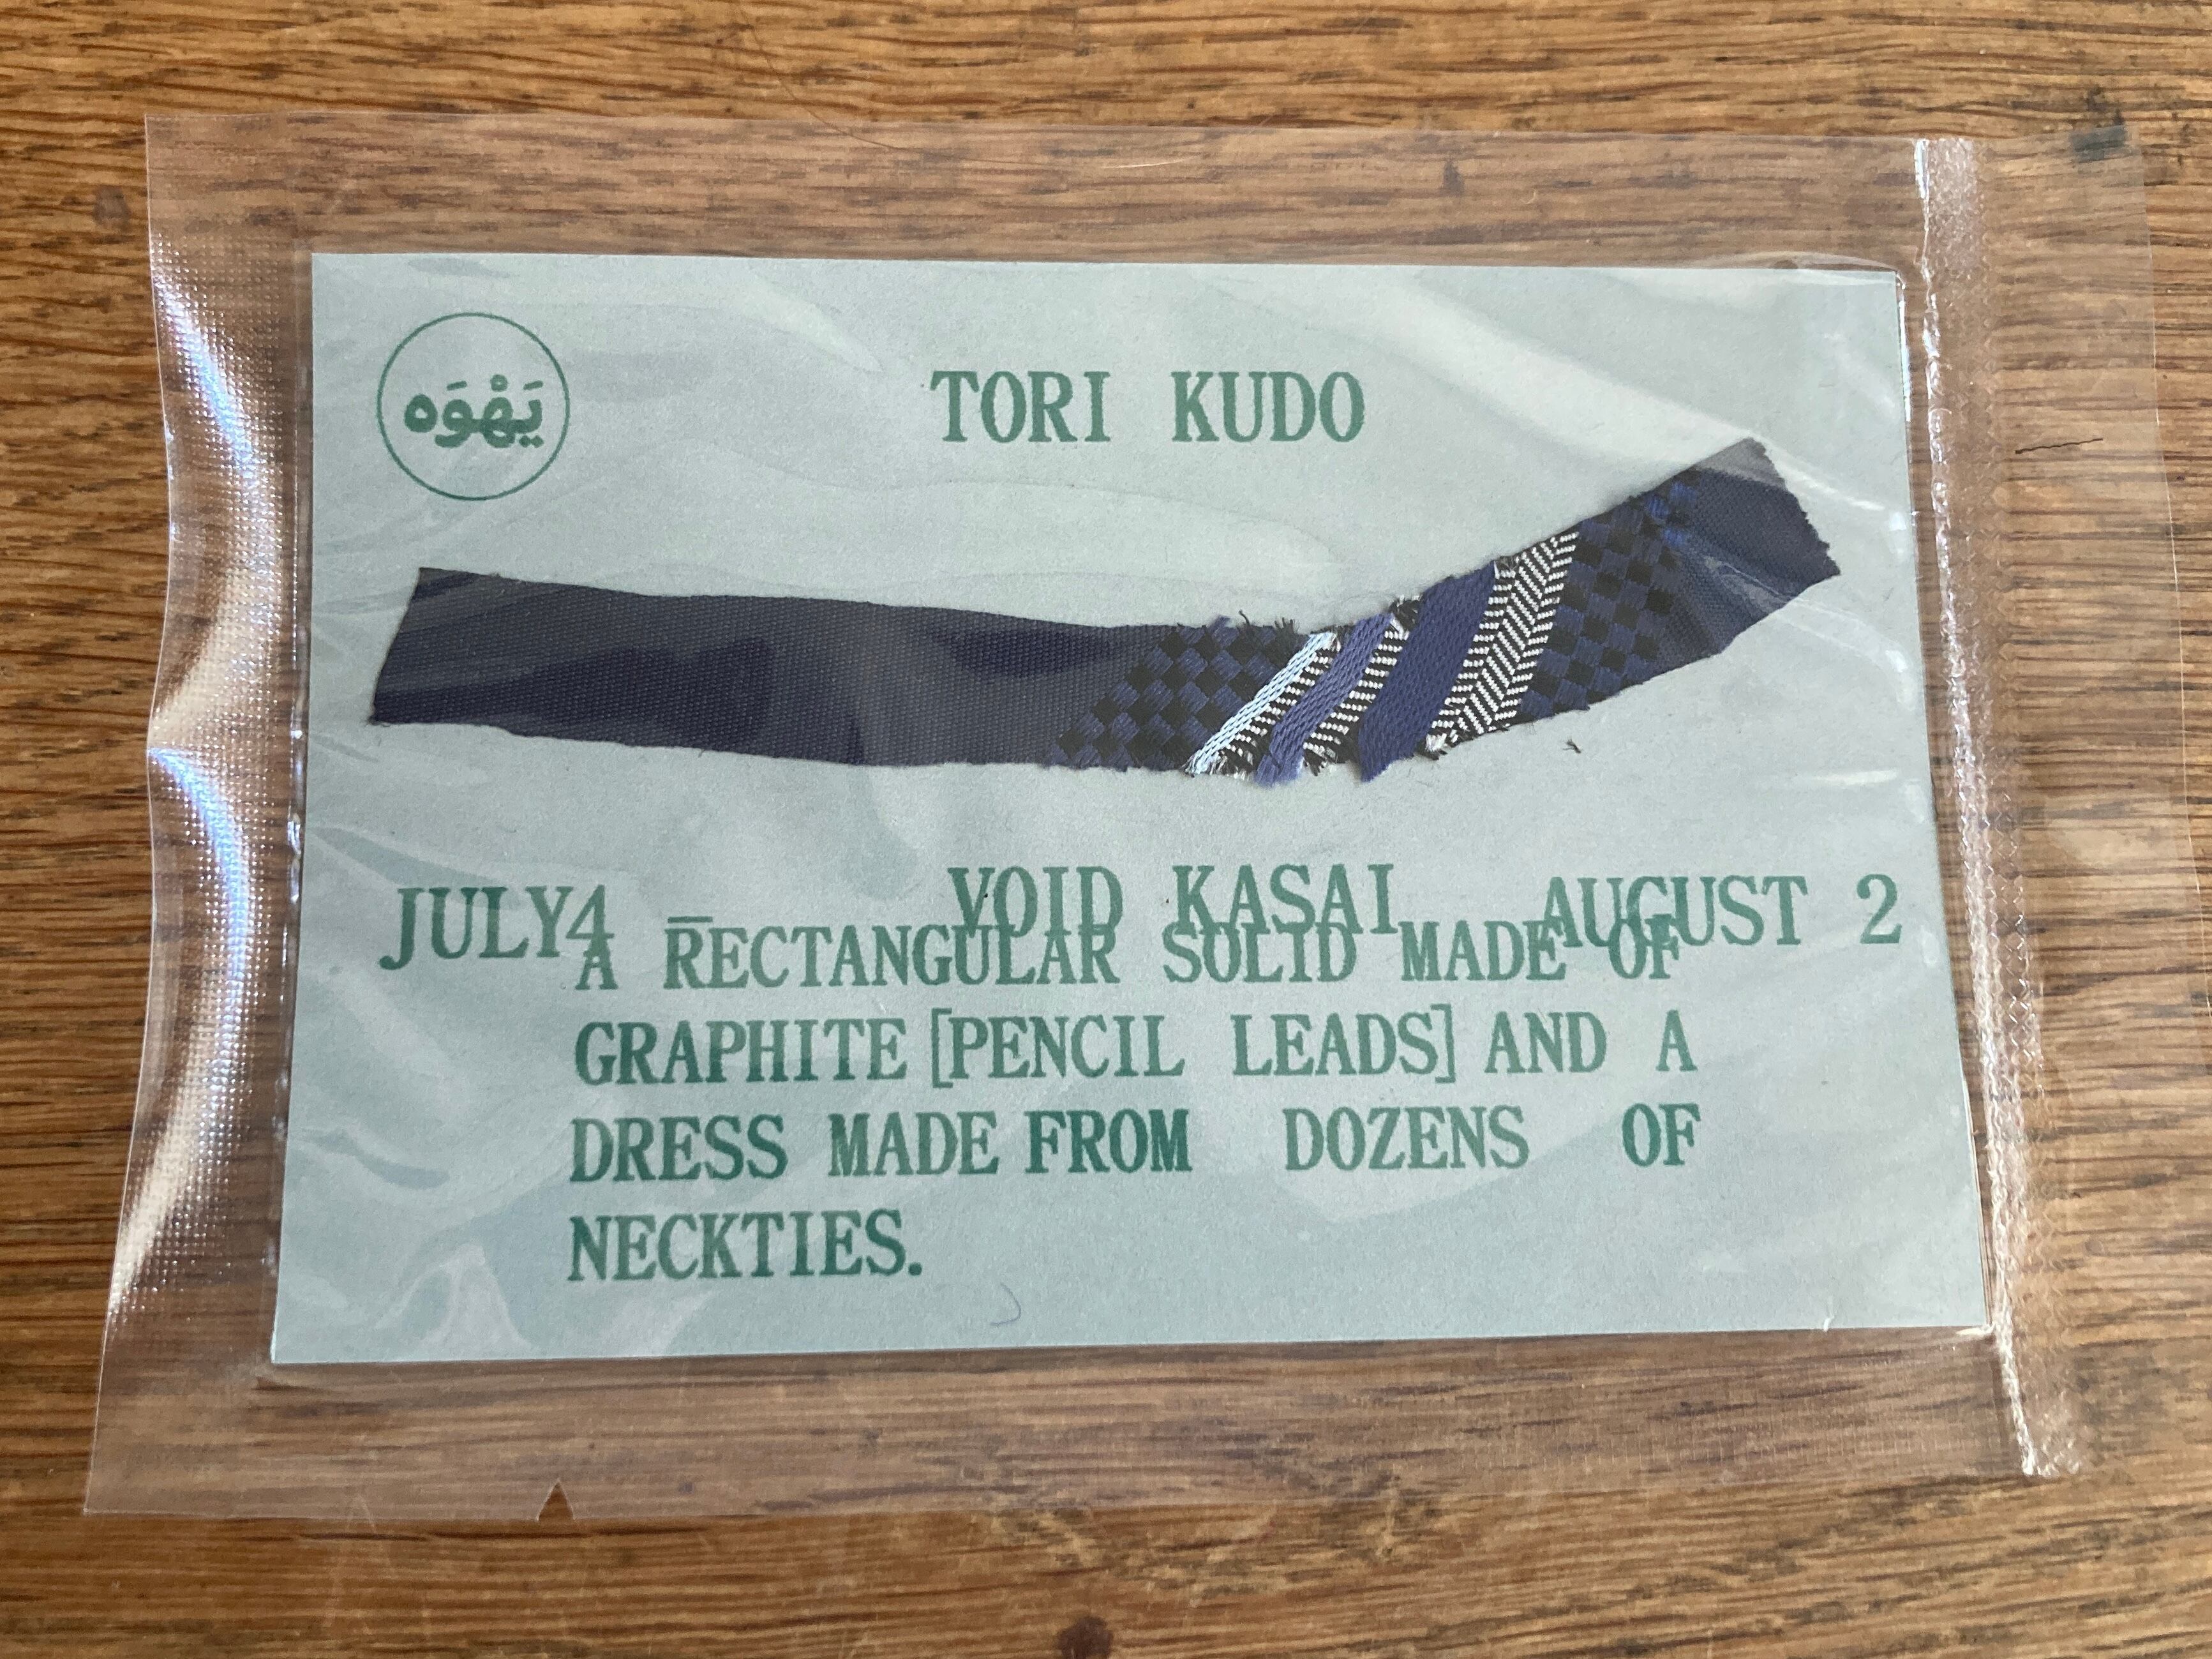 يَهْوَه
TORI KUDO
JULY4 – VOID KASAI AUGUST 2
A RECTANGULAR SOLID MADE OF
GRAPHITE [PENCIL LEADS] AND A
DRESS MADE FROM DOZENS OF
NECKTIES.